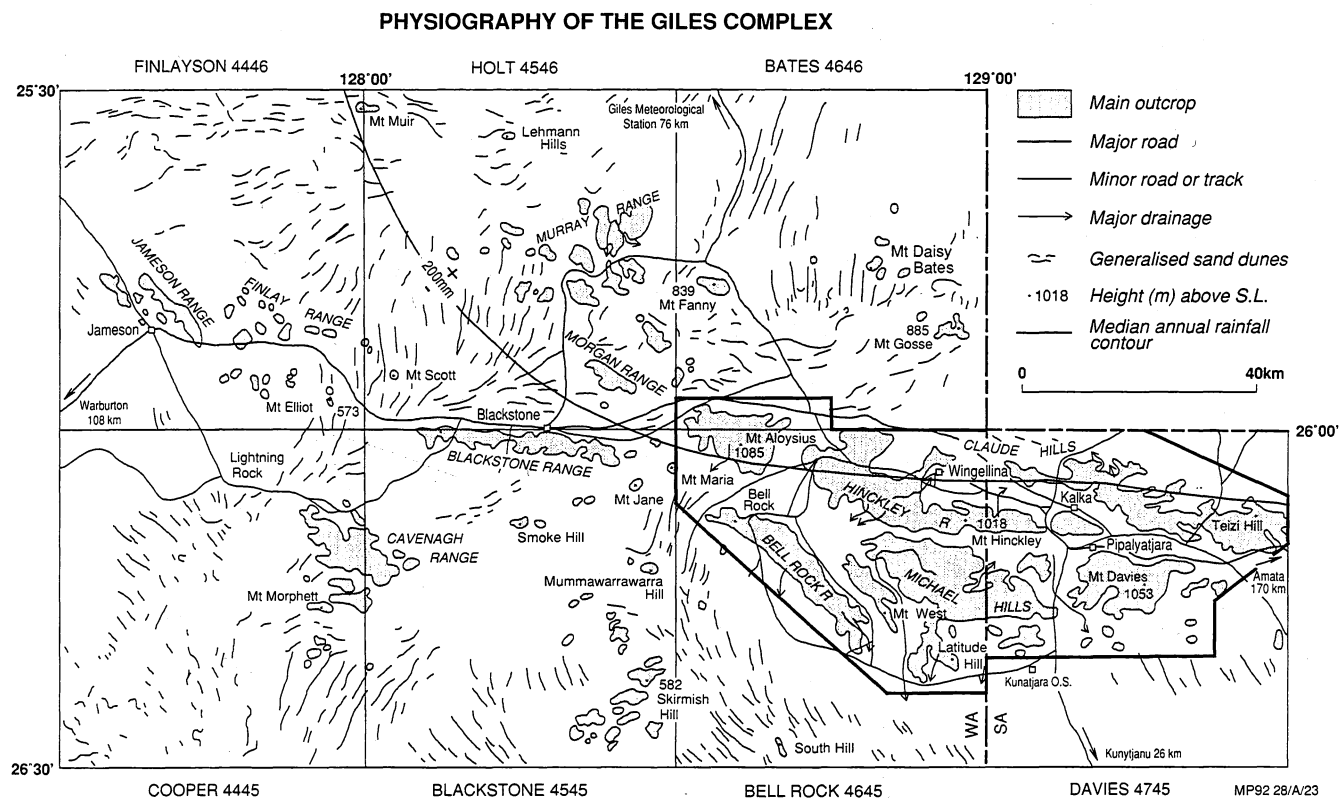 PHYSIOGRAPHY OF THE GILES COMPLEX
FINLAYSON 4446
HOLT 4546
BATES 4646
128°00'
129°00'
25°30'
Mt Muir
Lehmann
Hills
Giles Meteorological
Station 76 km
MURRAY RANGE
Mt Daisy
Bates
200mm
839
Mt Fanny
885
Mt Gosse
JAMESON RANGE
FINLAY
RANGE
Jameson
MORGAN RANGE
Mt Scott
Mt Elliot
573
Warburton
108 km
Blackstone
BLACKSTONE RANGE
Mt Aloysius
1085
CLAUDE HILLS
26°00'
Lightning
Rock
Mt Maria
Mt Jane
Bell
Rock
Wingellina
Kalka
HINCKLEY
R
1018
Mt Hinckley
Teizi Hill
Pipalyatjara
CAVENAGH
RANGE
Smoke Hill
BELL ROCK R
MICHAEL
HILLS
Mt Davies
1053
Amata
170 km
Mt Morphett
Mummawarrawarra
Hill
Mt West
Latitude
Hill
Kunatjara O.S.
582
Skirmish
Hill
South Hill
WA
SA
Kunytjanu 26 km
26°30'
COOPER 4445
BLACKSTONE 4545
BELL ROCK 4645
DAVIES 4745
MP92 28/A/23
Main outcrop
Major road
Minor road or track
Major drainage
Generalised sand dunes
·1018 Height (m) above S.L.
Median annual rainfall
contour
0 40km